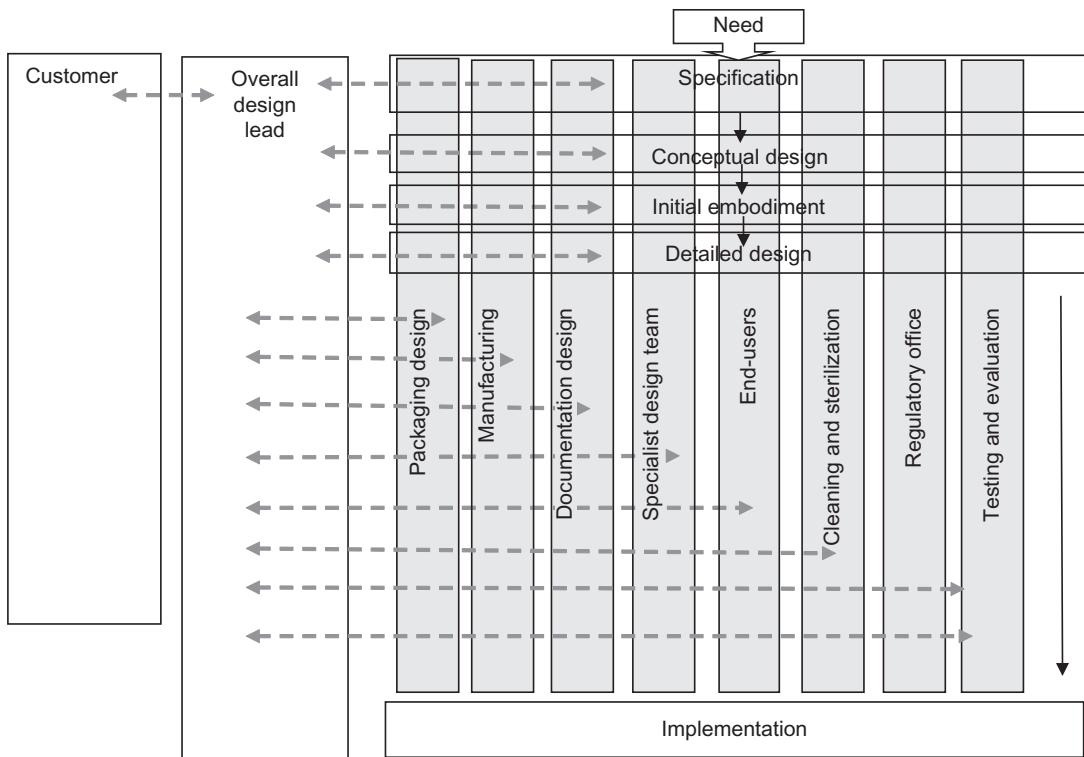 Need
Customer
Overall
design
lead
Specification
Conceptual design
Initial embodiment
Detailed design
Packaging design
Manufacturing
Documentation design
Specialist design team
End-users
Cleaning and sterilization
Regulatory office
Testing and evaluation
Implementation